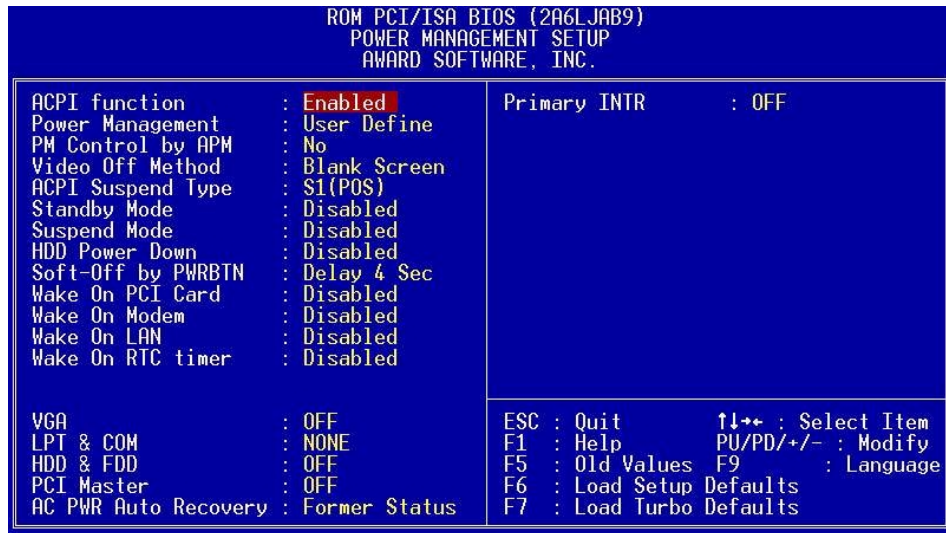 ROM PCI/ISA BIOS (2A6LJAB9)
POWER MANAGEMENT SETUP
AWARD SOFTWARE, INC.
ACPI function : Enabled
Power Management : User Define
PM Control by APM : No
Video Off Method : Blank Screen
ACPI Suspend Type : S1(POS)
Standby Mode : Disabled
Suspend Mode : Disabled
HDD Power Down : Disabled
Soft-Off by PWRBTN : Delay 4 Sec
Wake On PCI Card : Disabled
Wake On Modem : Disabled
Wake On LAN : Disabled
Wake On RTC timer : Disabled
VGA : OFF
LPT & COM : NONE
HDD & FDD : OFF
PCI Master : OFF
AC PWR Auto Recovery : Former Status
Primary INTR : OFF
ESC : Quit ↑↓→← : Select Item
F1 : Help PU/PD/+/- : Modify
F5 : Old Values F9 : Language
F6 : Load Setup Defaults
F7 : Load Turbo Defaults